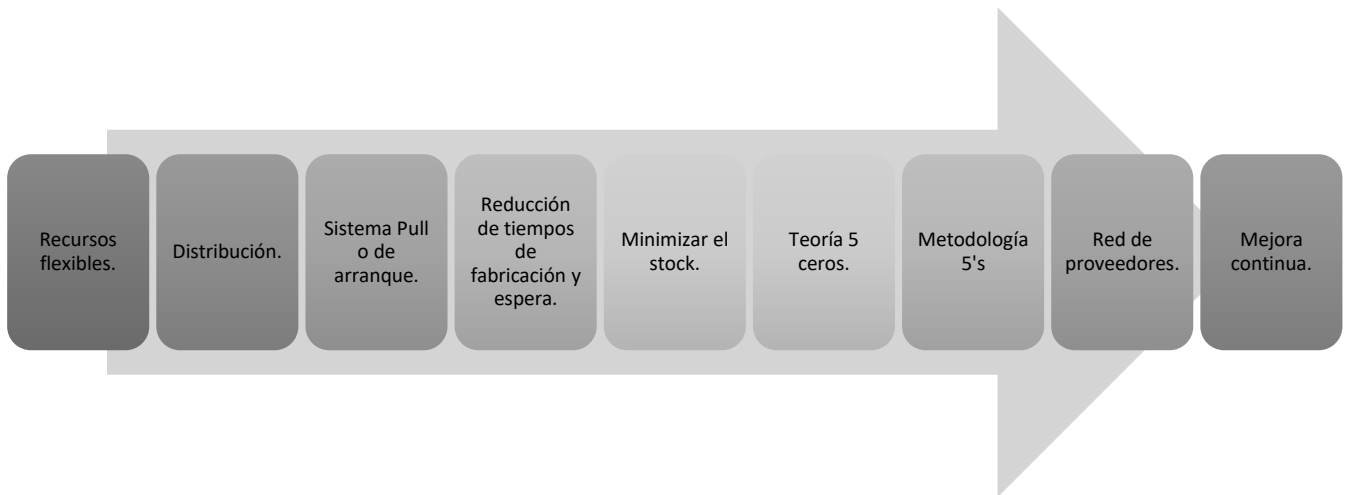 Recursos
flexibles.
Distribución.
Sistema Pull
o de
arranque.
Reducción
de tiempos
de
fabricación y
espera.
Minimizar el
stock.
Teoría 5
ceros.
Metodología
5's
Red de
proveedores.
Mejora
continua.